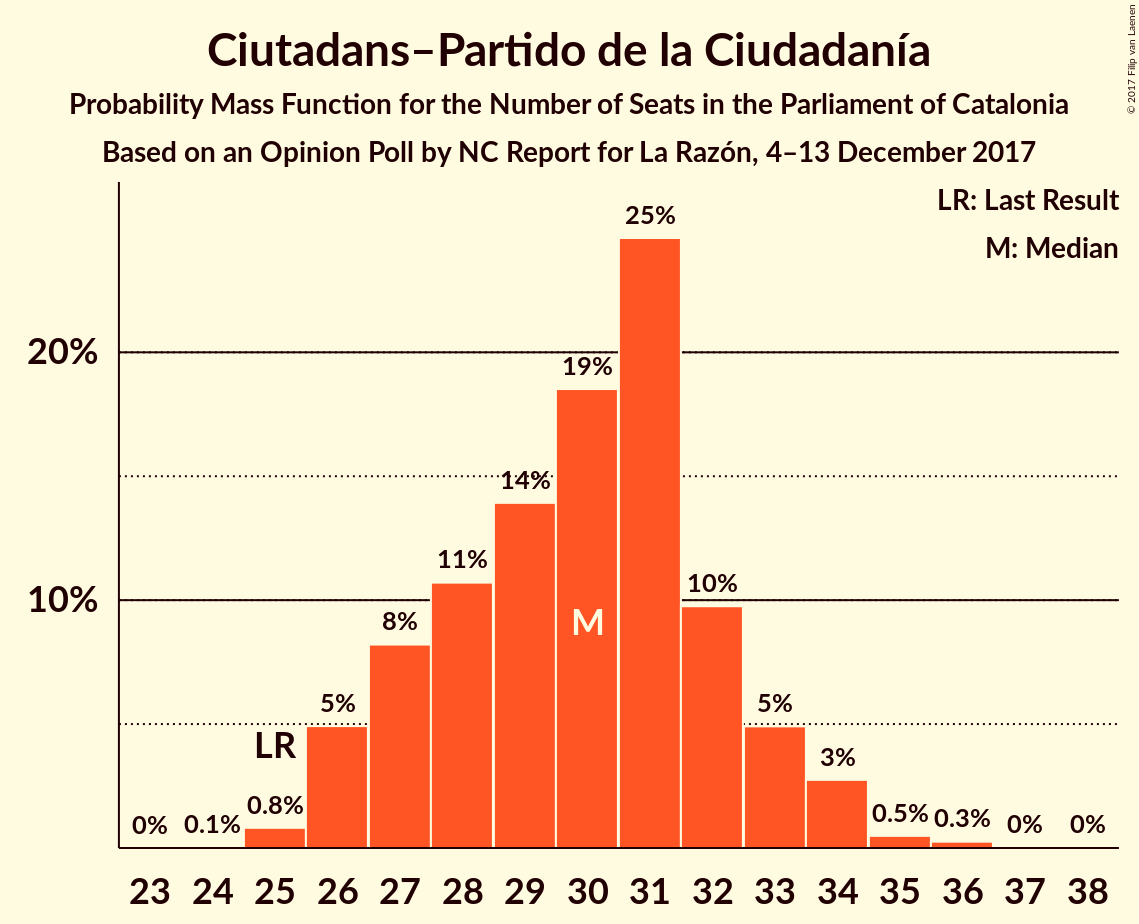 Ciutadans–Partido de la Ciudadanía
Probability Mass Function for the Number of Seats in the Parliament of Catalonia
Based on an Opinion Poll by NC Report for La Razón, 4–13 December 2017
© 2017 Filip van Laenen
LR: Last Result
M: Median
20%
10%
0%
0.1%
0.8%
LR
5%
8%
11%
14%
19%
M
25%
10%
5%
3%
0.5%
0.3%
0%
0%
23 24 25 26 27 28 29 30 31 32 33 34 35 36 37 38